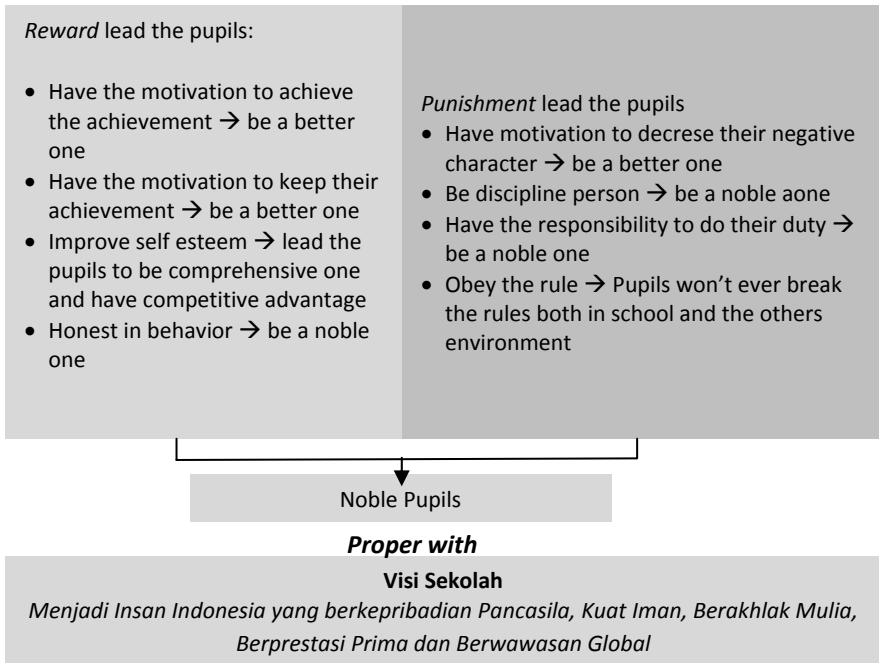 Reward lead the pupils:
• Have the motivation to achieve
the achievement → be a better
one
• Have the motivation to keep their
achievement → be a better one
• Improve self esteem → lead the
pupils to be comprehensive one
and have competitive advantage
• Honest in behavior → be a noble
one
Punishment lead the pupils
• Have motivation to decrese their negative
character → be a better one
• Be discipline person → be a noble aone
• Have the responsibility to do their duty →
be a noble one
• Obey the rule → Pupils won’t ever break
the rules both in school and the others
environment
Noble Pupils
Proper with
Visi Sekolah
Menjadi Insan Indonesia yang berkepribadian Pancasila, Kuat Iman, Berakhlak Mulia,
Berprestasi Prima dan Berwawasan Global